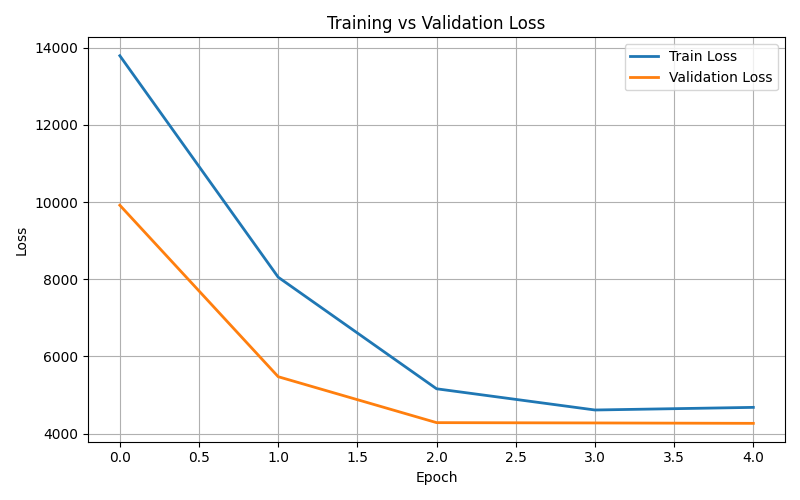 Training vs Validation Loss
Train Loss
Validation Loss
14000
12000
10000
8000
6000
4000
Loss
0.0 0.5 1.0 1.5 2.0 2.5 3.0 3.5 4.0
Epoch